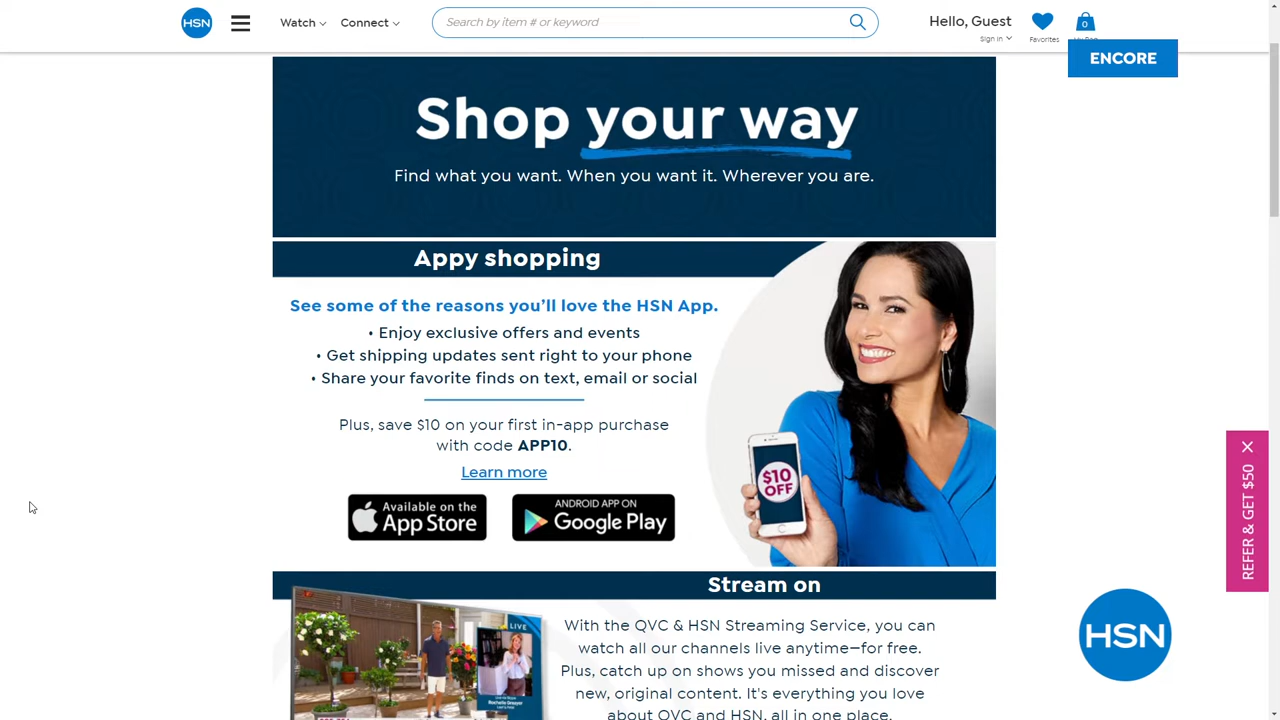 HSN
Watch
Connect
Search by item # or keyword
Hello, Guest
Sign in
Favorites
0
ENCORE
Shop your way
Find what you want. When you want it. Wherever you are.
Appy shopping
See some of the reasons you'll love the HSN App.
• Enjoy exclusive offers and events
• Get shipping updates sent right to your phone
• Share your favorite finds on text, email or social
Plus, save $10 on your first in-app purchase
with code APP10.
Learn more
Available on the
App Store
ANDROID APP ON
Google Play
$10
OFF
REFER & GET $50
Stream on
LIVE
With the QVC & HSN Streaming Service, you can
watch all our channels live anytime—for free.
Plus, catch up on shows you missed and discover
new, original content. It's everything you love
about QVC and HSN, all in one place.
HSN